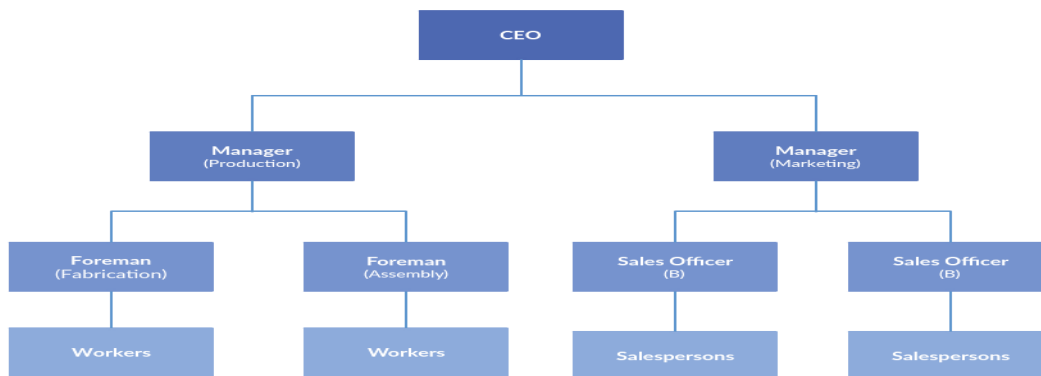 CEO
Manager
(Production)
Manager
(Marketing)
Foreman
(Fabrication)
Foreman
(Assembly)
Sales Officer
(B)
Sales Officer
(B)
Workers
Workers
Salespersons
Salespersons